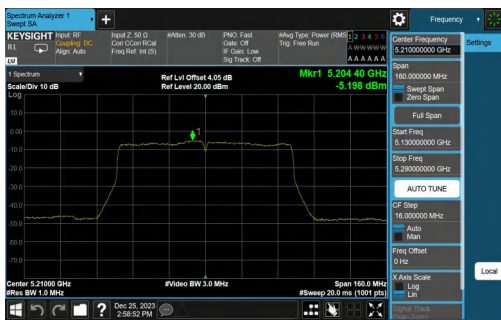 Spectrum Analyzer 1
Swept SA
+
Frequency
KEYSIGHT
RL
Input: RF
Coupling: DC
Align: Auto
Input Z: 50 Ω
Corr CCorr RCal
Freq Ref: Int (S)
#Atten: 30 dB
PNO: Fast
Gate: Off
IF Gain: Low
Sig Track: Off
#Avg Type: Power (RMS
Trig: Free Run
1 2 3 4 5 6
A W W W W W
A A A A A A
LV
1 Spectrum
Scale/Div 10 dB
Log
Ref Lvl Offset 4.05 dB
Ref Level 20.00 dBm
Mkr1 5.204 40 GHz
-5.198 dBm
10.0
0.00
-10.0
-20.0
-30.0
-40.0
-50.0
-60.0
-70.0
1
Center 5.21000 GHz
#Res BW 1.0 MHz
#Video BW 3.0 MHz
Span 160.0 MHz
#Sweep 20.0 ms (1001 pts)
Center Frequency
5.210000000 GHz
Span
160.000000 MHz
Swept Span
Zero Span
Full Span
Start Freq
5.130000000 GHz
Stop Freq
5.290000000 GHz
AUTO TUNE
CF Step
16.000000 MHz
Auto
Man
Freq Offset
0 Hz
X Axis Scale
Log
Lin
Signal Track
Settings
Local
?
Dec 25, 2023
2:58:52 PM